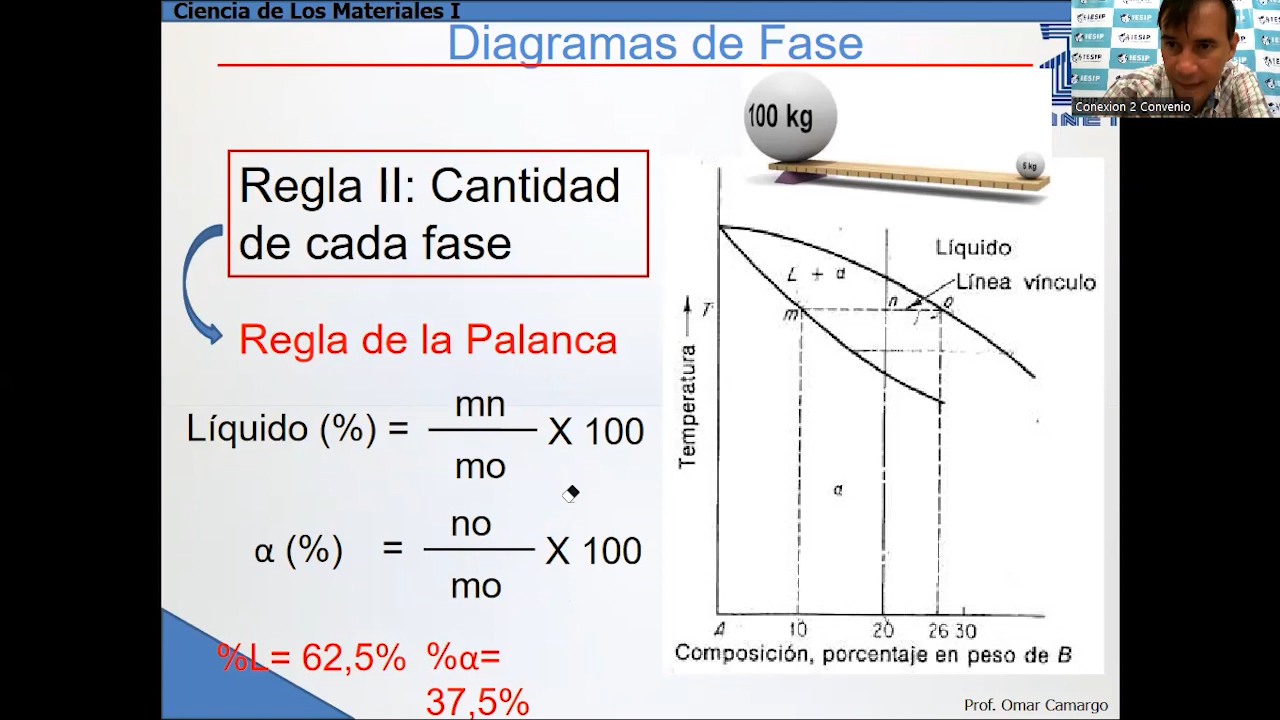 Ciencia de Los Materiales I
Diagramas de Fase
IESIP
Conexion 2 Convenio
100 kg
5 kg
Regla II: Cantidad
de cada fase
Regla de la Palanca
Líquido (%) = mn / mo X 100
α (%) = no / mo X 100
%L= 62,5% %α=
37,5%
Líquido
L + α
Línea vínculo
T
m
n
o
Temperatura
α
A 10 20 26 30
Composición, porcentaje en peso de B
Prof. Omar Camargo